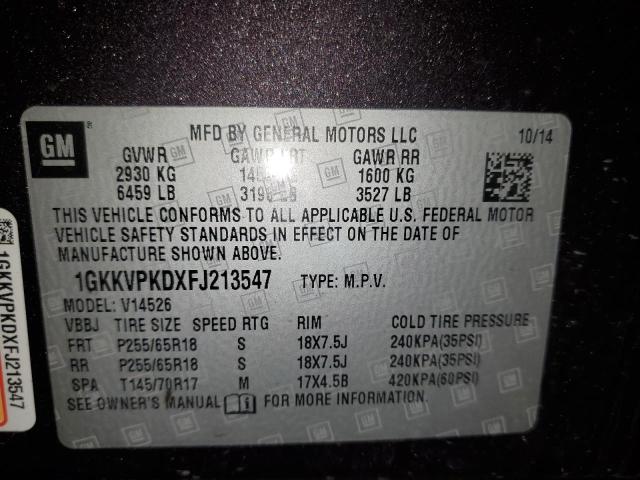 GM
MFD BY GENERAL MOTORS LLC 10/14
GVWR GAWR FRT GAWR RR
2930 KG 1600 KG
6459 LB LB 3527 LB
THIS VEHICLE CONFORMS TO ALL APPLICABLE U.S. FEDERAL MOTOR
VEHICLE SAFETY STANDARDS IN EFFECT ON THE DATE OF
MANUFACTURE SHOWN ABOVE.
1GKKVPKDXFJ213547 TYPE: M.P.V.
MODEL: V14526
VBBJ TIRE SIZE SPEED RTG RIM COLD TIRE PRESSURE
FRT P255/65R18 S 18X7.5J 240KPA(35PSI)
RR P255/65R18 S 18X7.5J 240KPA(35PSI)
SPA T145/70R17 M 17X4.5B 420KPA(60PSI)
SEE OWNER'S MANUAL FOR MORE INFORMATION
1GKKVPKDXFJ213547